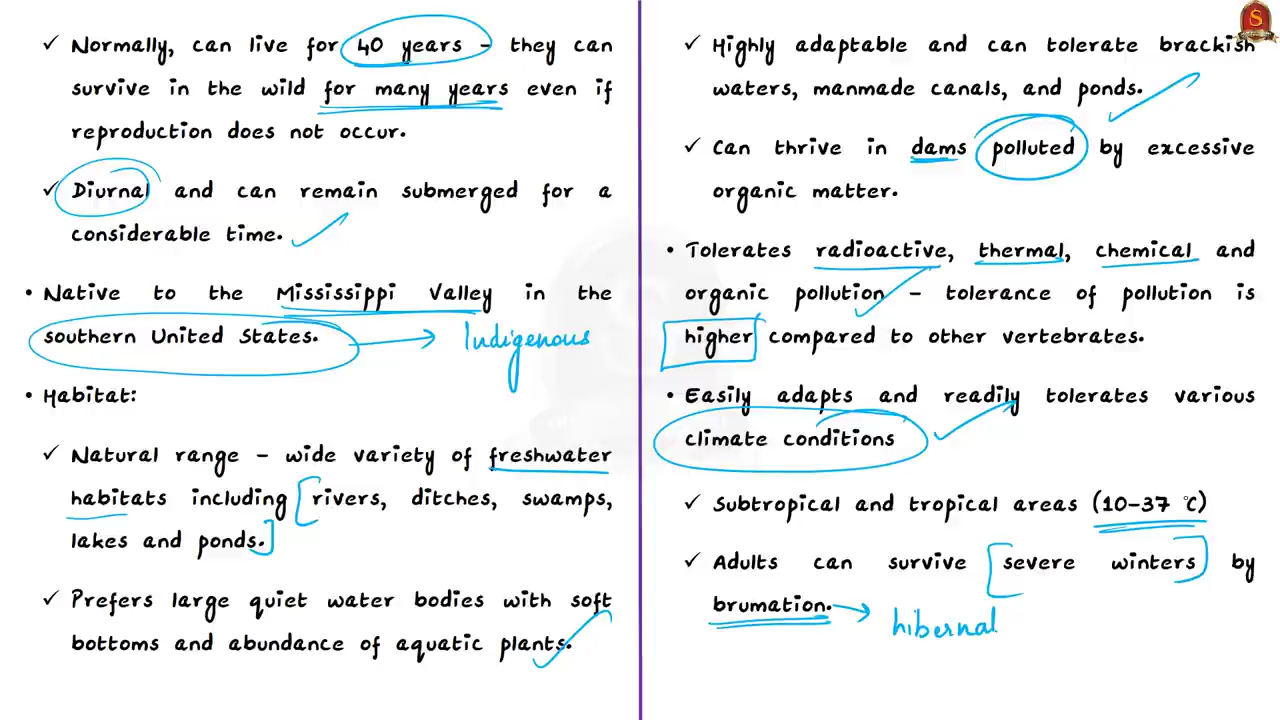 ✓ Normally, can live for 40 years - they can
survive in the wild for many years even if
reproduction does not occur.
✓ Diurnal and can remain submerged for a
considerable time.
• Native to the Mississippi Valley in the
southern United States. → Indigenous
• Habitat:
✓ Natural range - wide variety of freshwater
habitats including [rivers, ditches, swamps,
lakes and ponds.]
✓ Prefers large quiet water bodies with soft
bottoms and abundance of aquatic plants.
✓ Highly adaptable and can tolerate brackish
waters, manmade canals, and ponds.
✓ Can thrive in dams polluted by excessive
organic matter.
• Tolerates radioactive, thermal, chemical and
organic pollution - tolerance of pollution is
higher compared to other vertebrates.
• Easily adapts and readily tolerates various
climate conditions
✓ Subtropical and tropical areas (10-37 °C)
✓ Adults can survive [severe winters] by
brumation. → hibernal
S